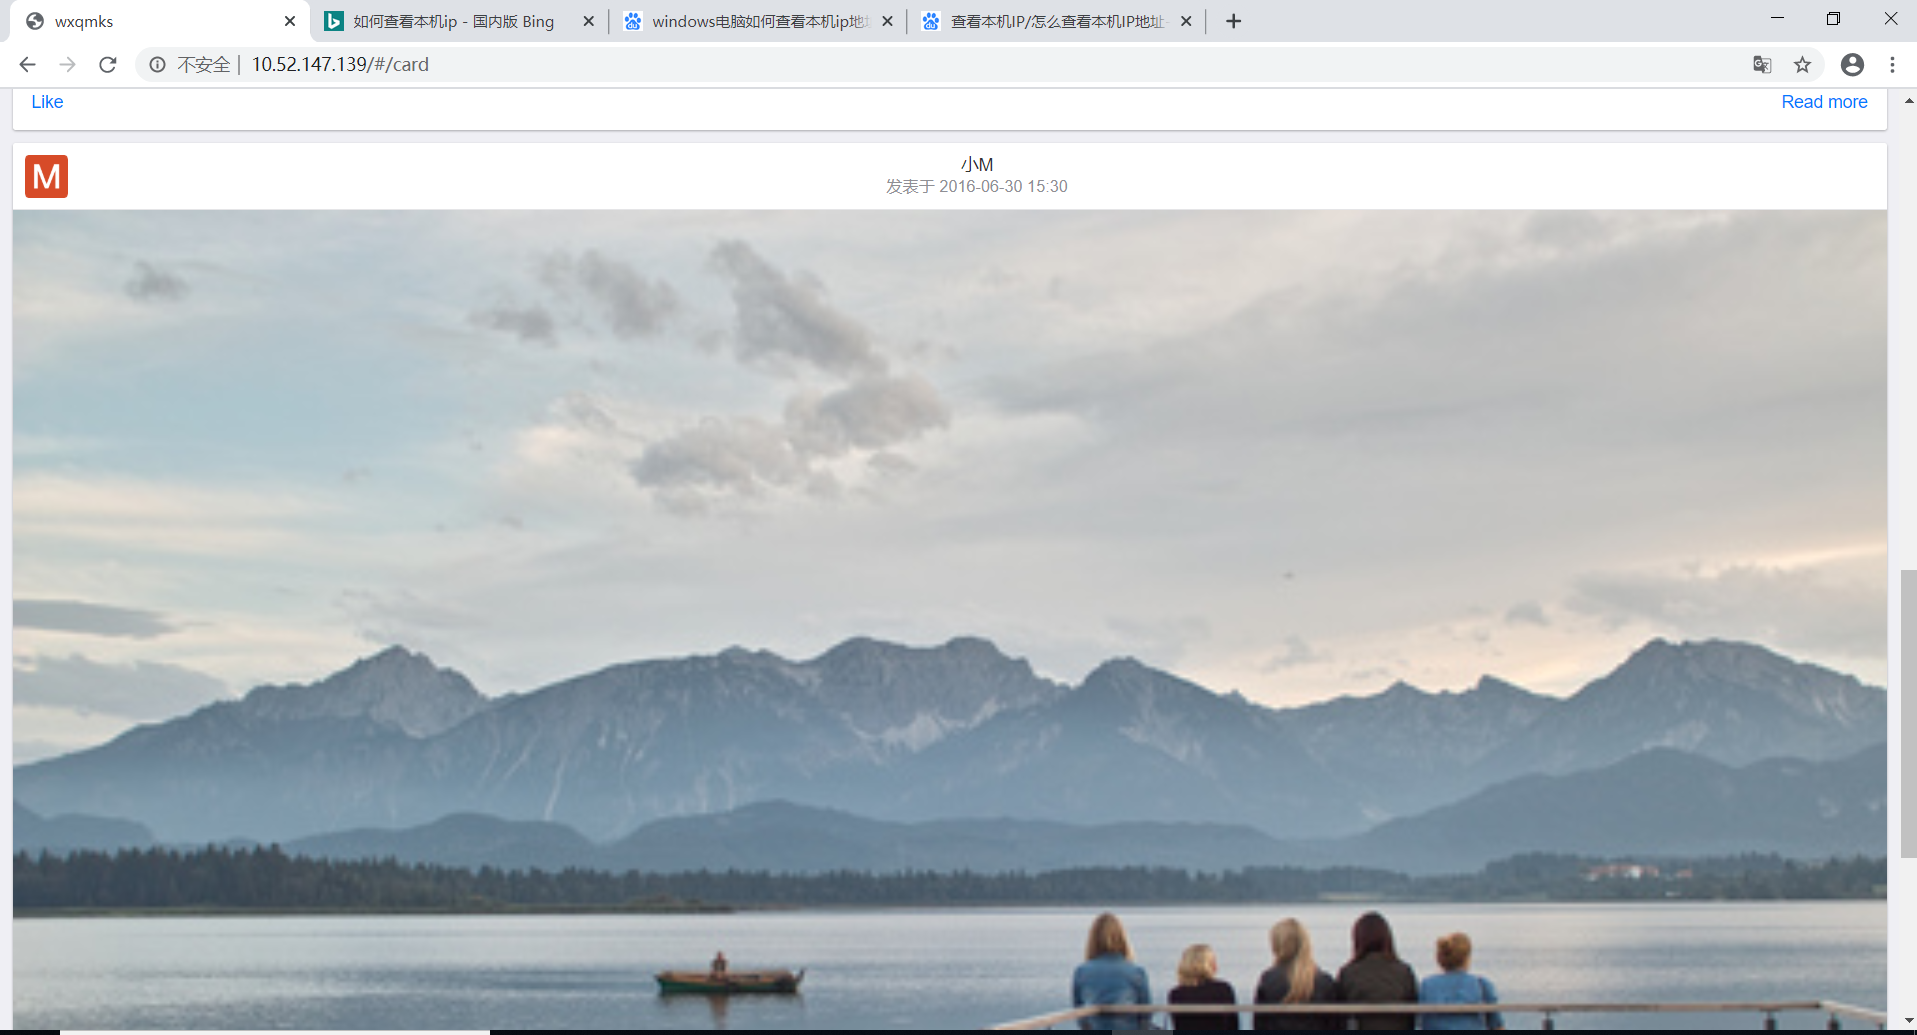 wxqmks
如何查看本机ip - 国内版 Bing
windows电脑如何查看本机ip地
查看本机IP/怎么查看本机IP地址
不安全 | 10.52.147.139/#/card
Like
Read more
M
小M
发表于 2016-06-30 15:30